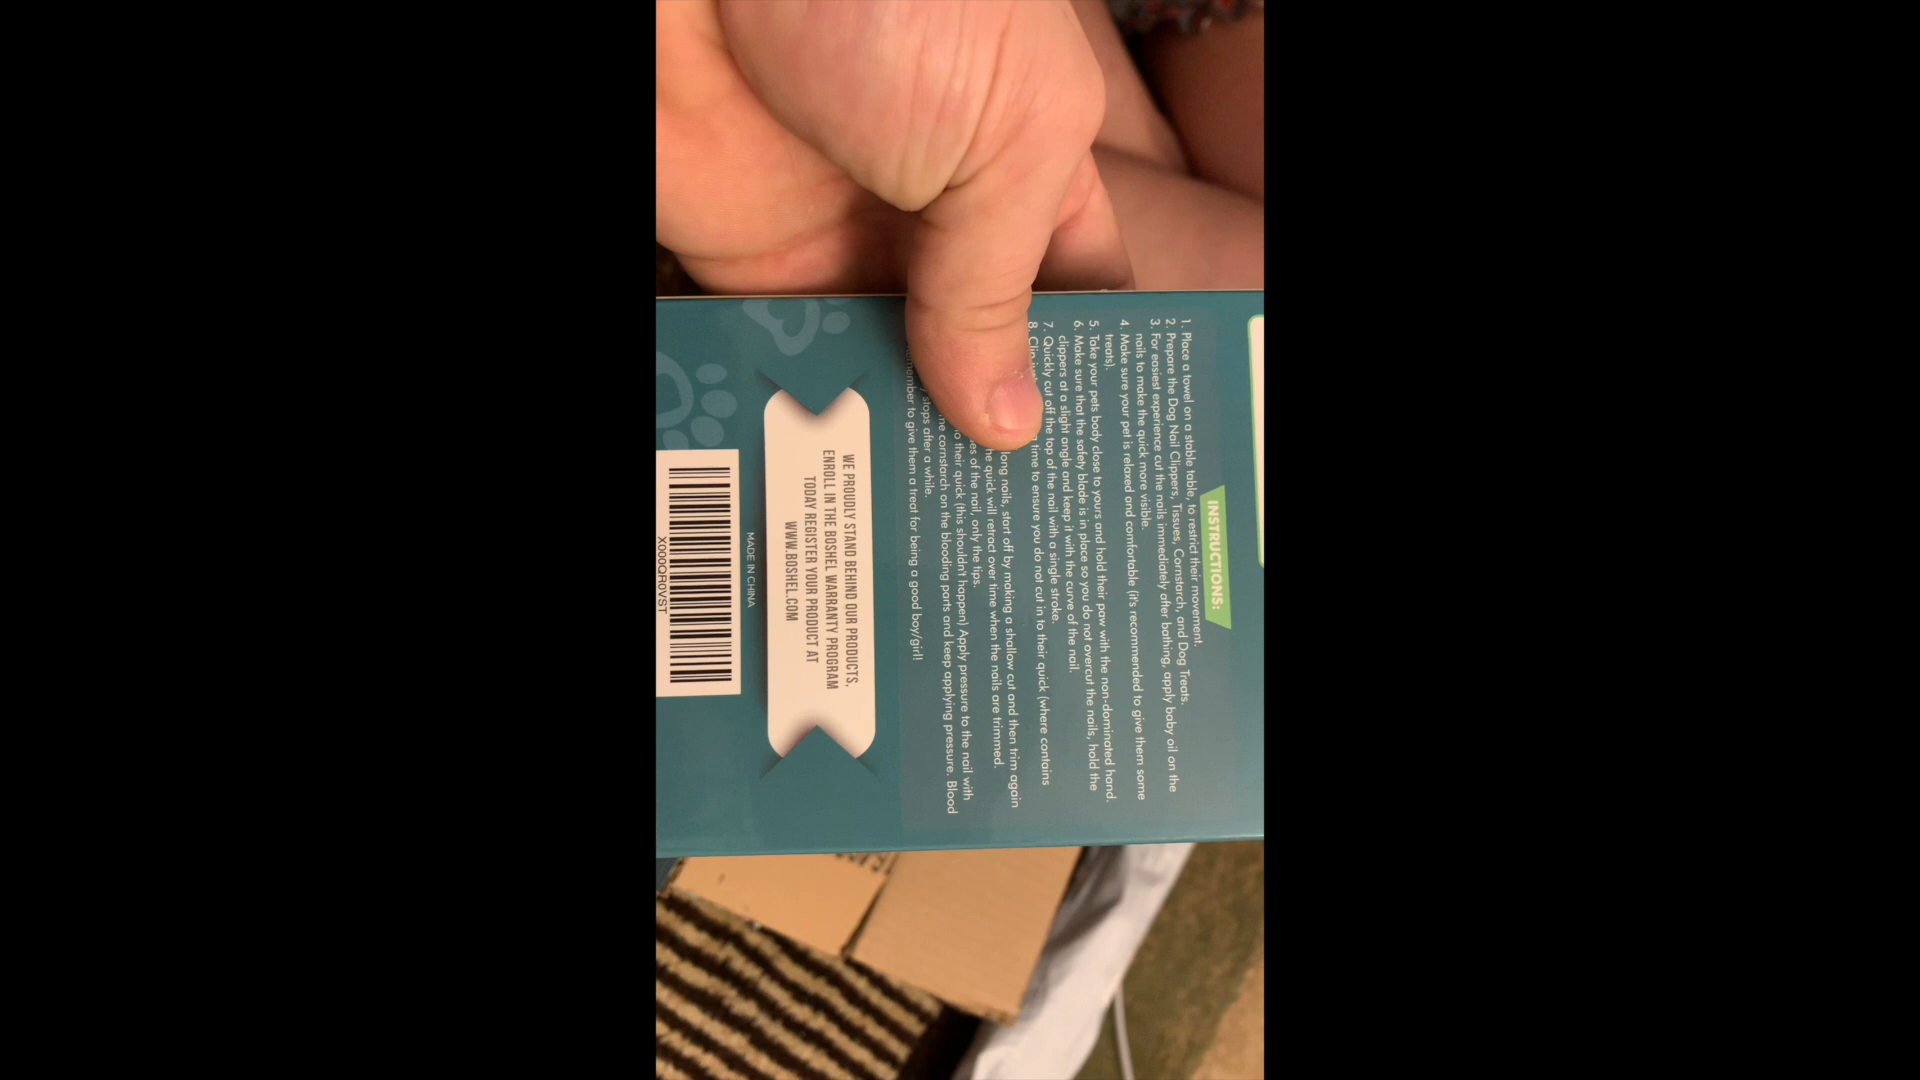 INSTRUCTIONS:
1. Place a towel on a stable table, to restrict their movement.
2. Prepare the Dog Nail Clippers, Tissues, Cornstarch, and Dog Treats.
3. For easiest experience cut the nails immediately after bathing, apply baby oil on the
nails to make the quick more visible.
4. Make sure your pet is relaxed and comfortable (it's recommended to give them some
treats).
5. Take your pets body close to yours and hold their paw with the non-dominated hand.
6. Make sure that the safety blade is in place so you do not overcut the nails, hold the
clippers at a slight angle and keep it with the curve of the nail.
7. Quickly cut off the top of the nail with a single stroke.
8. Clip time to ensure you do not cut in to their quick (where contains
long nails, start off by making a shallow cut and then trim again
quick will retract over time when the nails are trimmed.
of the nail, only the tips.
their quick (this shouldn't happen) Apply pressure to the nail with
cornstarch on the blooding parts and keep applying pressure. Blood
stops after a while.
to give them a treat for being a good boy/girl!
WE PROUDLY STAND BEHIND OUR PRODUCTS,
ENROLL IN THE BOSHEL WARRANTY PROGRAM
TODAY REGISTER YOUR PRODUCT AT
WWW.BOSHEL.COM
MADE IN CHINA
X000QR0VST